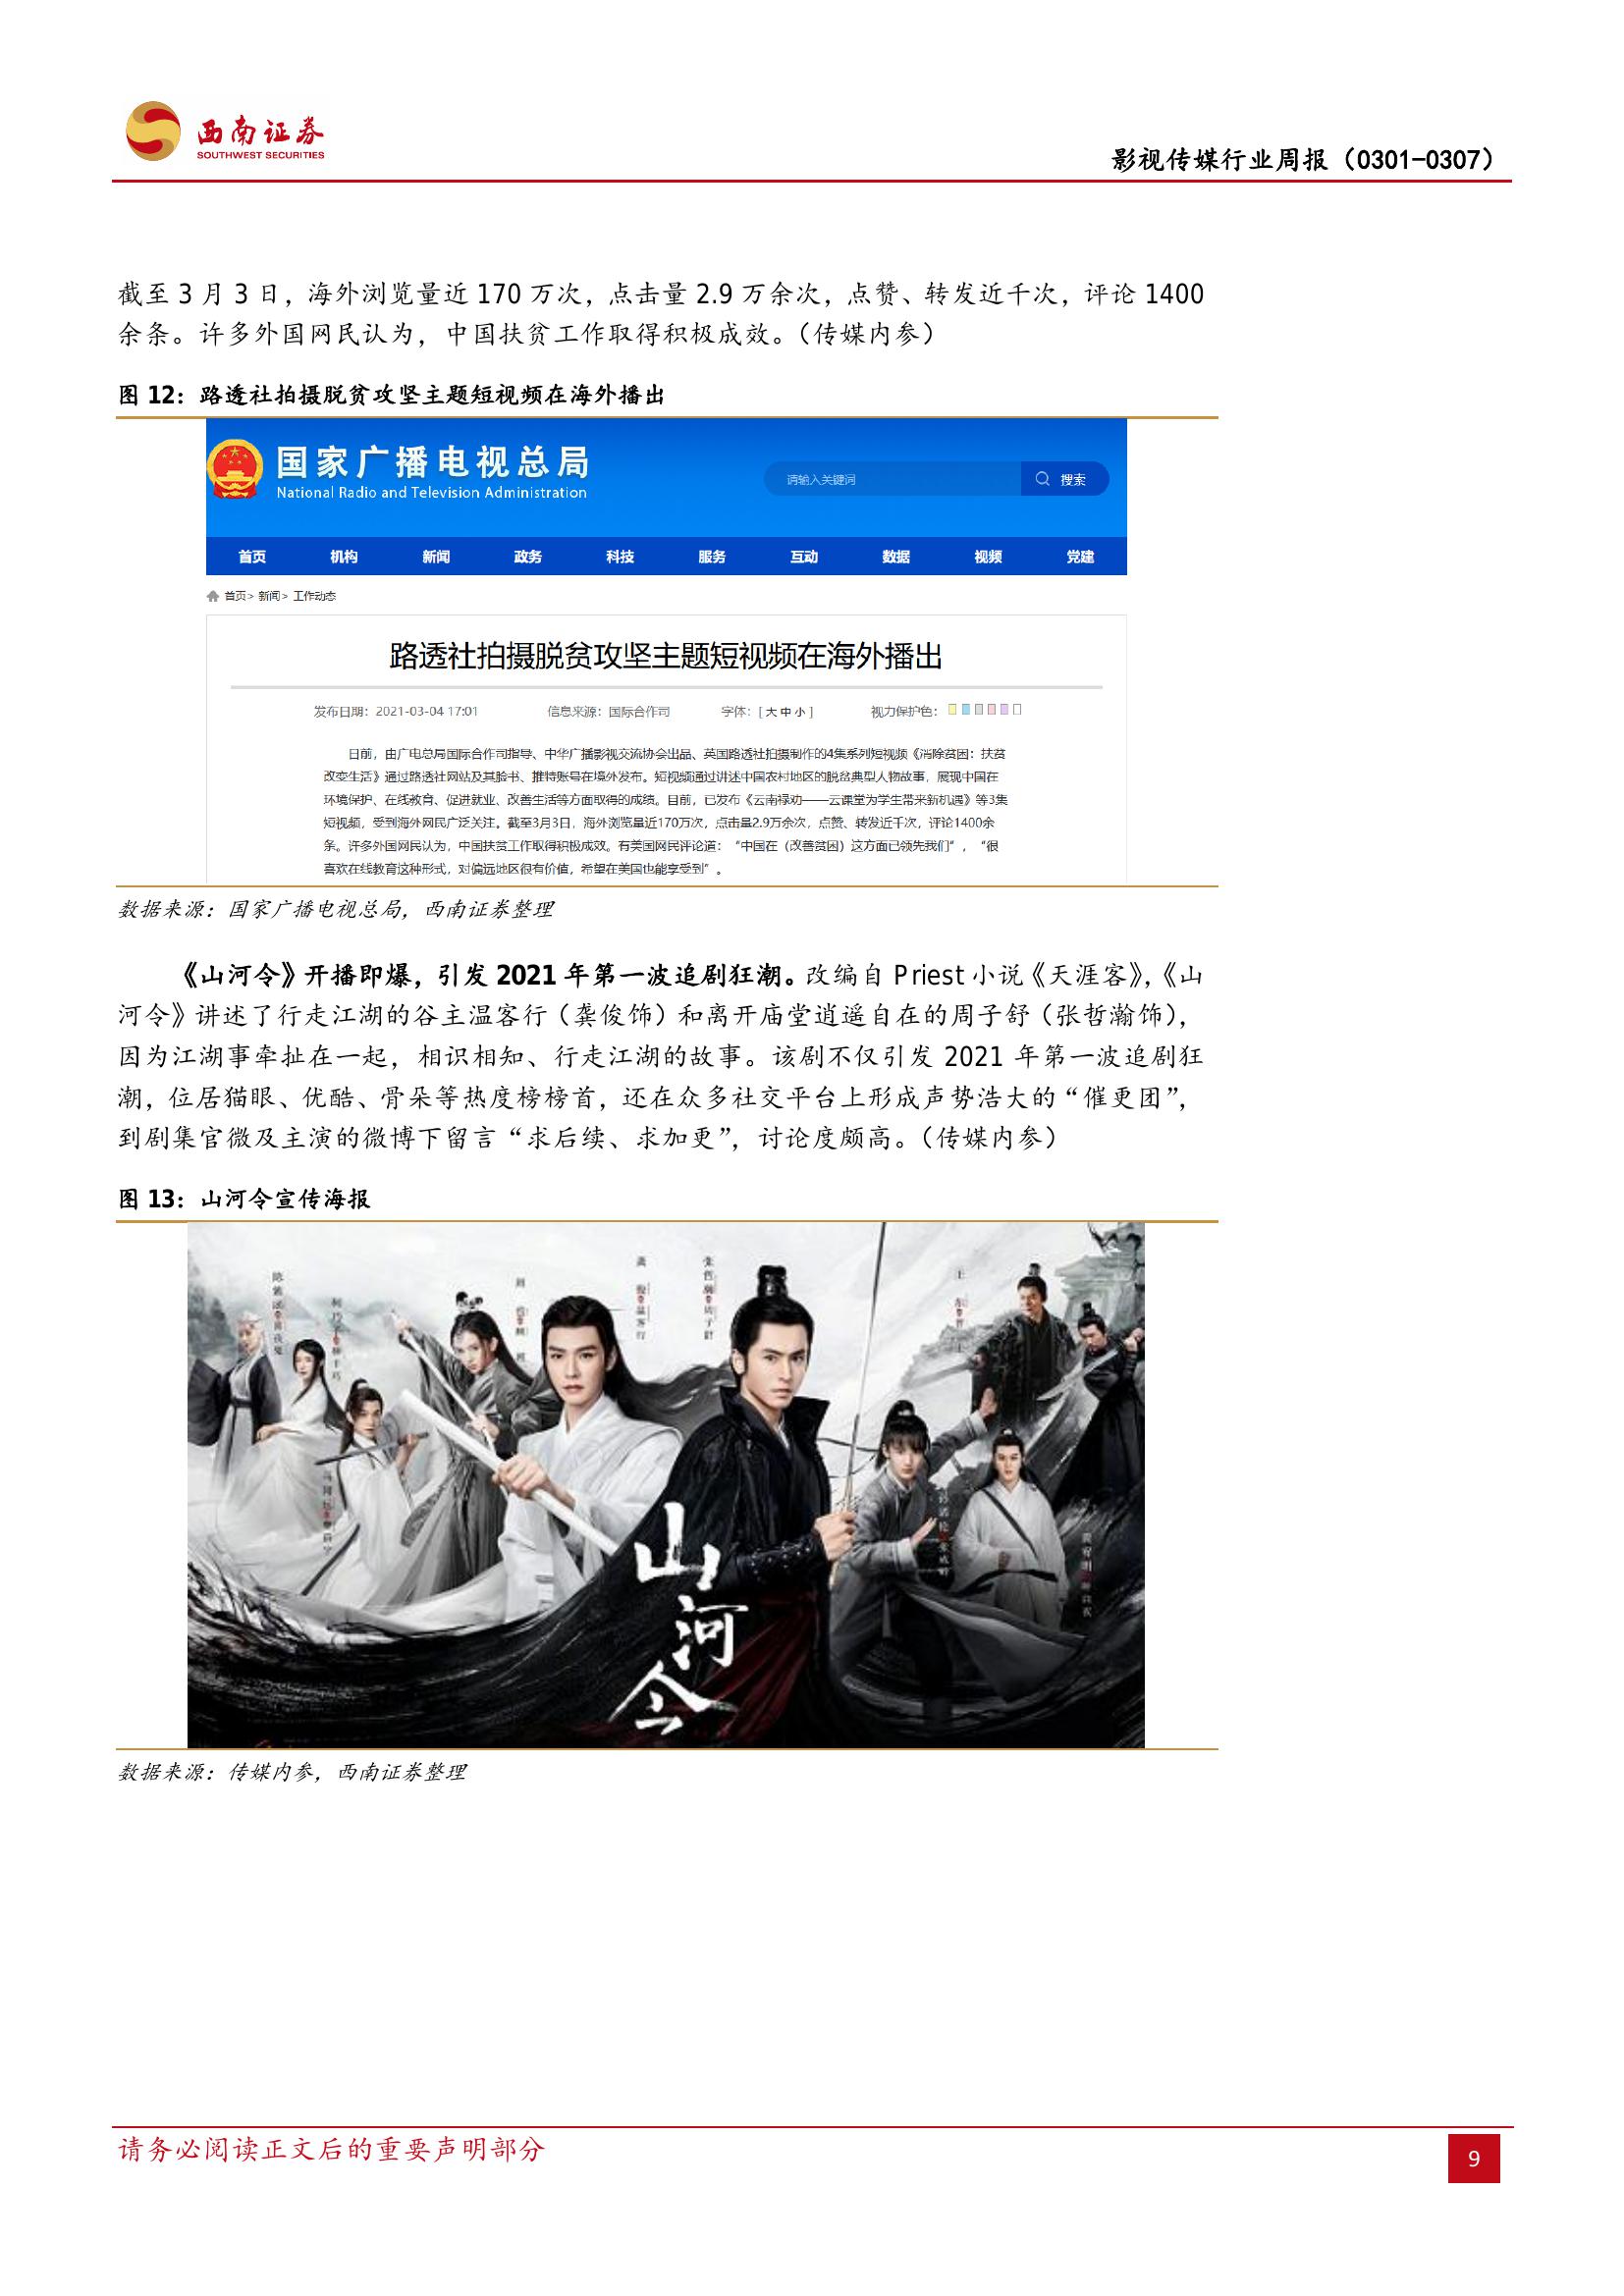 西南证券
SOUTHWEST SECURITIES
影视传媒行业周报（0301-0307）
截至 3 月 3 日，海外浏览量近 170 万次，点击量 2.9 万余次，点赞、转发近千次，评论 1400
余条。许多外国网民认为，中国扶贫工作取得积极成效。（传媒内参）
图 12：路透社拍摄脱贫攻坚主题短视频在海外播出
国家广播电视总局
National Radio and Television Administration
请输入关键词 搜索
首页 机构 新闻 政务 科技 服务 互动 数据 视频 党建
首页> 新闻> 工作动态
路透社拍摄脱贫攻坚主题短视频在海外播出
发布日期：2021-03-04 17:01 信息来源：国际合作司 字体：[ 大 中 小 ] 视力保护色：
日前，由广电总局国际合作司指导、中华广播影视交流协会出品、英国路透社拍摄制作的4集系列短视频《消除贫困：扶贫
改变生活》通过路透社网站及其脸书、推特账号在境外发布。短视频通过讲述中国农村地区的脱贫典型人物故事，展现中国在
环境保护、在线教育、促进就业、改善生活等方面取得的成绩。目前，已发布《云南禄劝——云课堂为学生带来新机遇》等3集
短视频，受到海外网民广泛关注。截至3月3日，海外浏览量近170万次，点击量2.9万余次，点赞、转发近千次，评论1400余
条。许多外国网民认为，中国扶贫工作取得积极成效。有美国网民评论道：“中国在（改善贫困）这方面已领先我们”，“很
喜欢在线教育这种形式，对偏远地区很有价值，希望在美国也能享受到”。
数据来源：国家广播电视总局，西南证券整理
《山河令》开播即爆，引发 2021 年第一波追剧狂潮。改编自 Priest 小说《天涯客》，《山
河令》讲述了行走江湖的谷主温客行（龚俊饰）和离开庙堂逍遥自在的周子舒（张哲瀚饰），
因为江湖事牵扯在一起，相识相知、行走江湖的故事。该剧不仅引发 2021 年第一波追剧狂
潮，位居猫眼、优酷、骨朵等热度榜榜首，还在众多社交平台上形成声势浩大的“催更团”，
到剧集官微及主演的微博下留言“求后续、求加更”，讨论度颇高。（传媒内参）
图 13：山河令宣传海报
山河令
数据来源：传媒内参，西南证券整理
请务必阅读正文后的重要声明部分
9